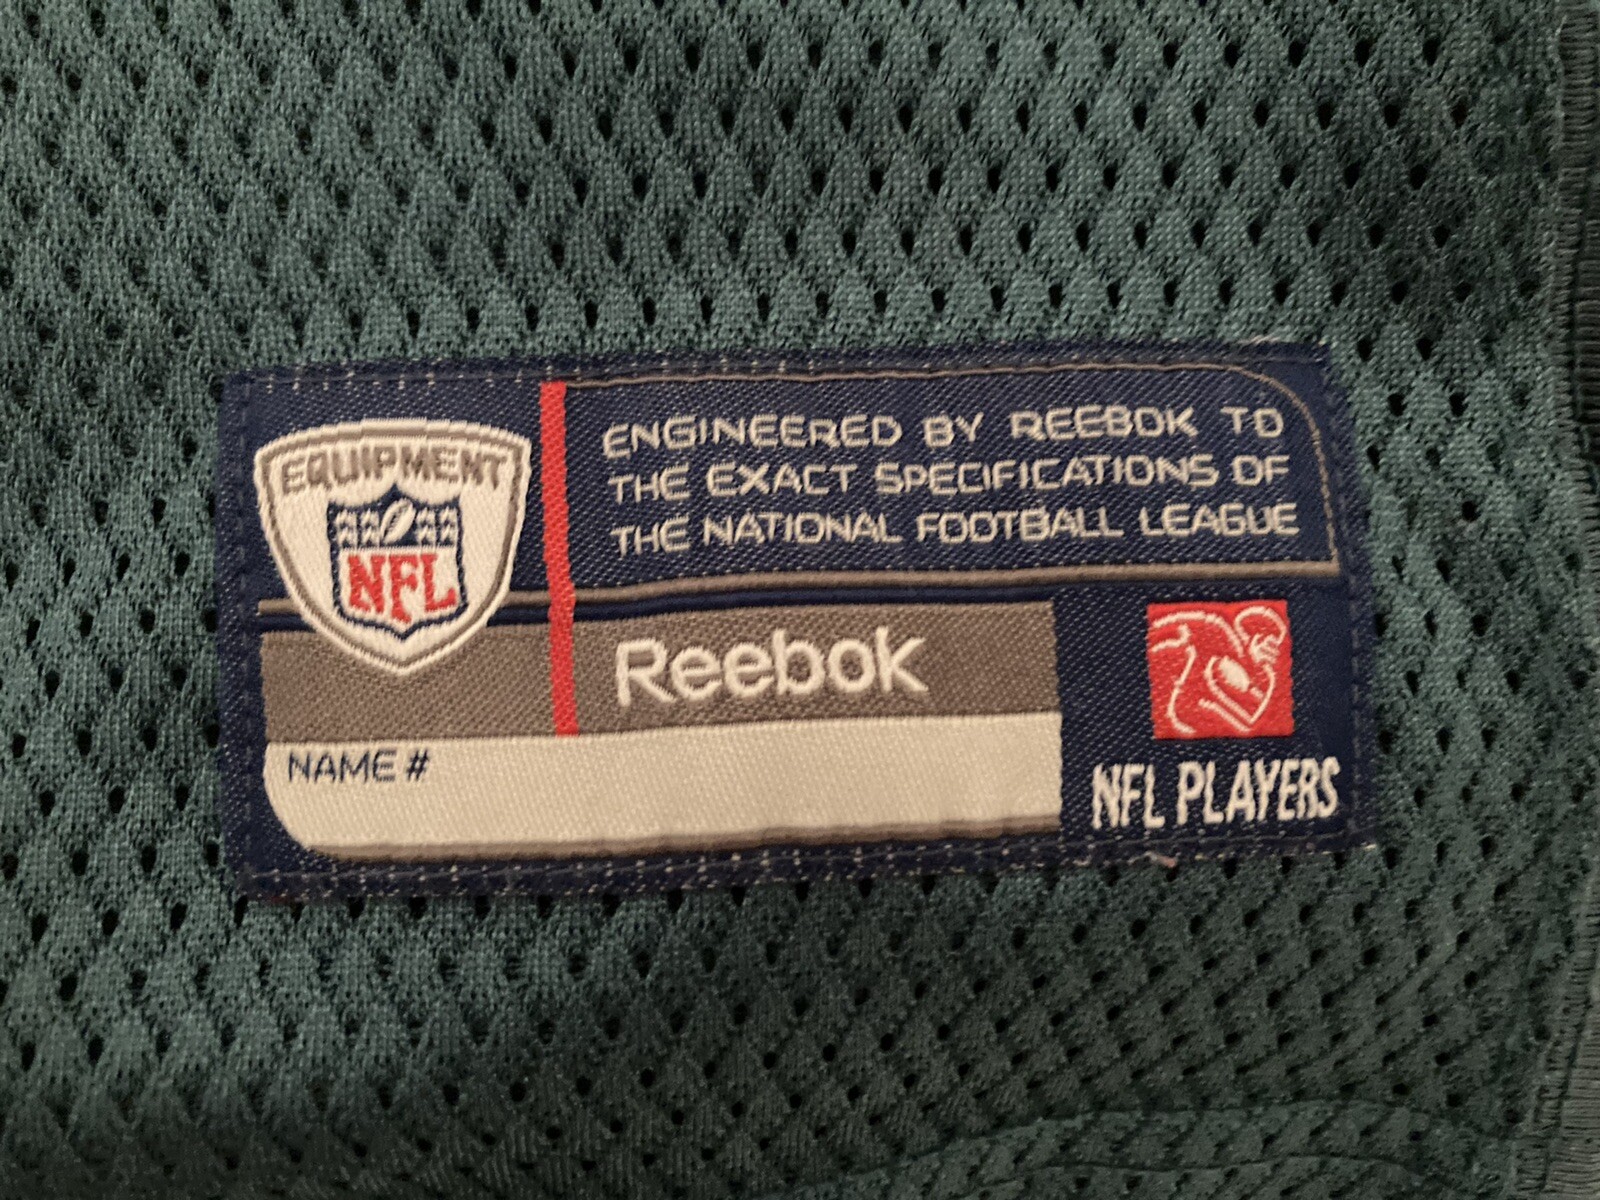 EQUIPMENT
NFL
ENGINEERED BY REEBOK TO
THE EXACT SPECIFICATIONS OF
THE NATIONAL FOOTBALL LEAGUE
Reebok
NAME #
NFL PLAYERS